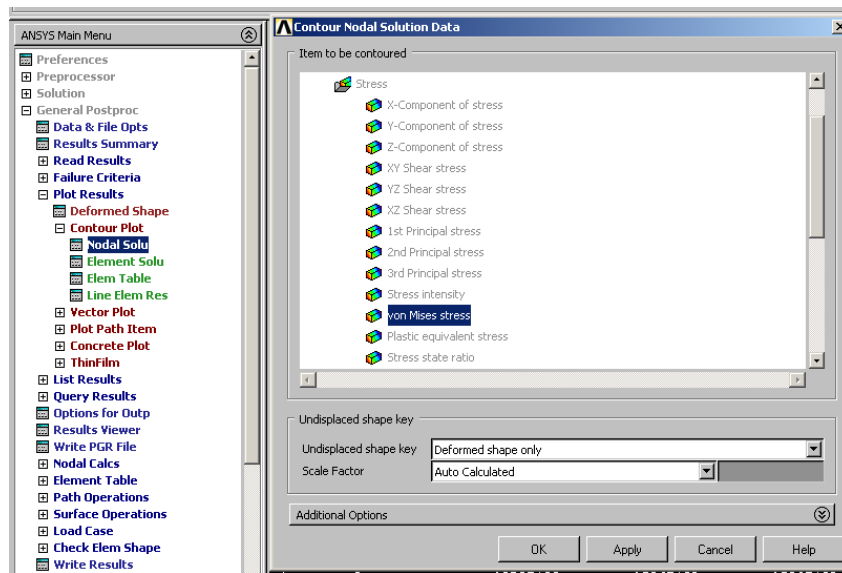 ANSYS Main Menu
Preferences
Preprocessor
Solution
General Postproc
Data & File Opts
Results Summary
Read Results
Failure Criteria
Plot Results
Deformed Shape
Contour Plot
Nodal Solu
Element Solu
Elem Table
Line Elem Res
Vector Plot
Plot Path Item
Concrete Plot
ThinFilm
List Results
Query Results
Options for Outp
Results Viewer
Write PGR File
Nodal Calcs
Element Table
Path Operations
Surface Operations
Load Case
Check Elem Shape
Write Results
Contour Nodal Solution Data
Item to be contoured
Stress
X-Component of stress
Y-Component of stress
Z-Component of stress
XY Shear stress
YZ Shear stress
XZ Shear stress
1st Principal stress
2nd Principal stress
3rd Principal stress
Stress intensity
von Mises stress
Plastic equivalent stress
Stress state ratio
Undisplaced shape key
Undisplaced shape key Deformed shape only
Scale Factor Auto Calculated
Additional Options
OK Apply Cancel Help